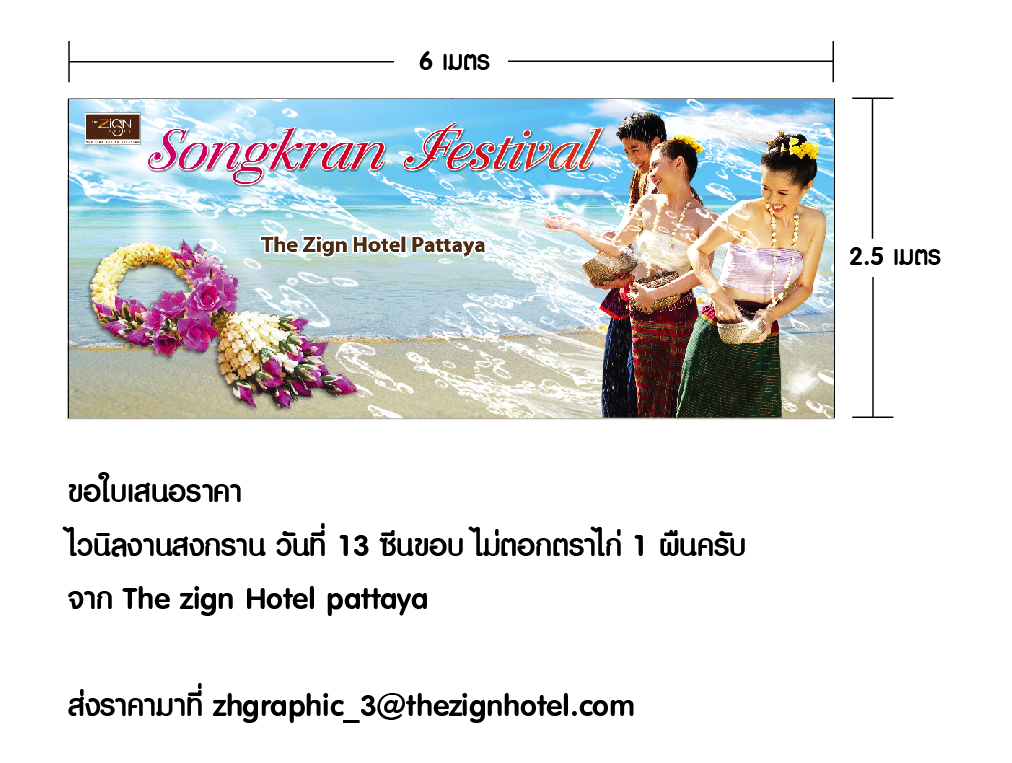 6 เมตร
ZIGN
Songkran Festival
The Zign Hotel Pattaya
2.5 เมตร
ขอใบเสนอราคา
ไวนิลงานสงกราน วันที่ 13 ซีนขอบ ไม่ตอกตราไก่ 1 ผืนครับ
จาก The zign Hotel pattaya
ส่งราคามาที่ zhgraphic_3@thezignhotel.com